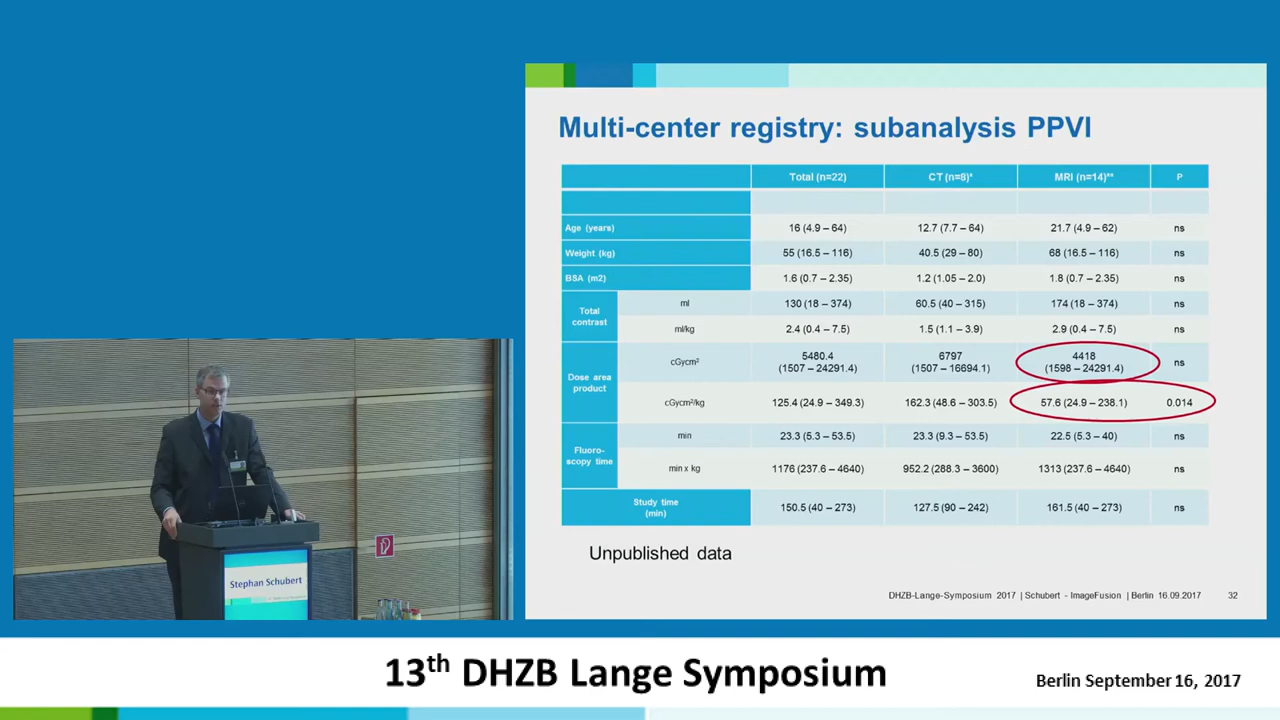 Multi-center registry: subanalysis PPVI
Total (n=22) CT (n=8)* MRI (n=14)** P
Age (years) 16 (4.9 – 64) 12.7 (7.7 – 64) 21.7 (4.9 – 62) ns
Weight (kg) 55 (16.5 – 116) 40.5 (29 – 80) 68 (16.5 – 116) ns
BSA (m2) 1.6 (0.7 – 2.35) 1.2 (1.05 – 2.0) 1.8 (0.7 – 2.35) ns
Total contrast ml 130 (18 – 374) 60.5 (40 – 315) 174 (18 – 374) ns
ml/kg 2.4 (0.4 – 7.5) 1.5 (1.1 – 3.9) 2.9 (0.4 – 7.5) ns
Dose area product cGycm² 5480.4 (1507 – 24291.4) 6797 (1507 – 16694.1) 4418 (1598 – 24291.4) ns
cGycm²/kg 125.4 (24.9 – 349.3) 162.3 (48.6 – 303.5) 57.6 (24.9 – 238.1) 0.014
Fluoro-scopy time min 23.3 (5.3 – 53.5) 23.3 (9.3 – 53.5) 22.5 (5.3 – 40) ns
min x kg 1176 (237.6 – 4640) 952.2 (288.3 – 3600) 1313 (237.6 – 4640) ns
Study time (min) 150.5 (40 – 273) 127.5 (90 – 242) 161.5 (40 – 273) ns
Unpublished data
DHZB-Lange-Symposium 2017 | Schubert - ImageFusion | Berlin 16.09.2017 32
Stephan Schubert
13th DHZB Lange Symposium
Berlin September 16, 2017